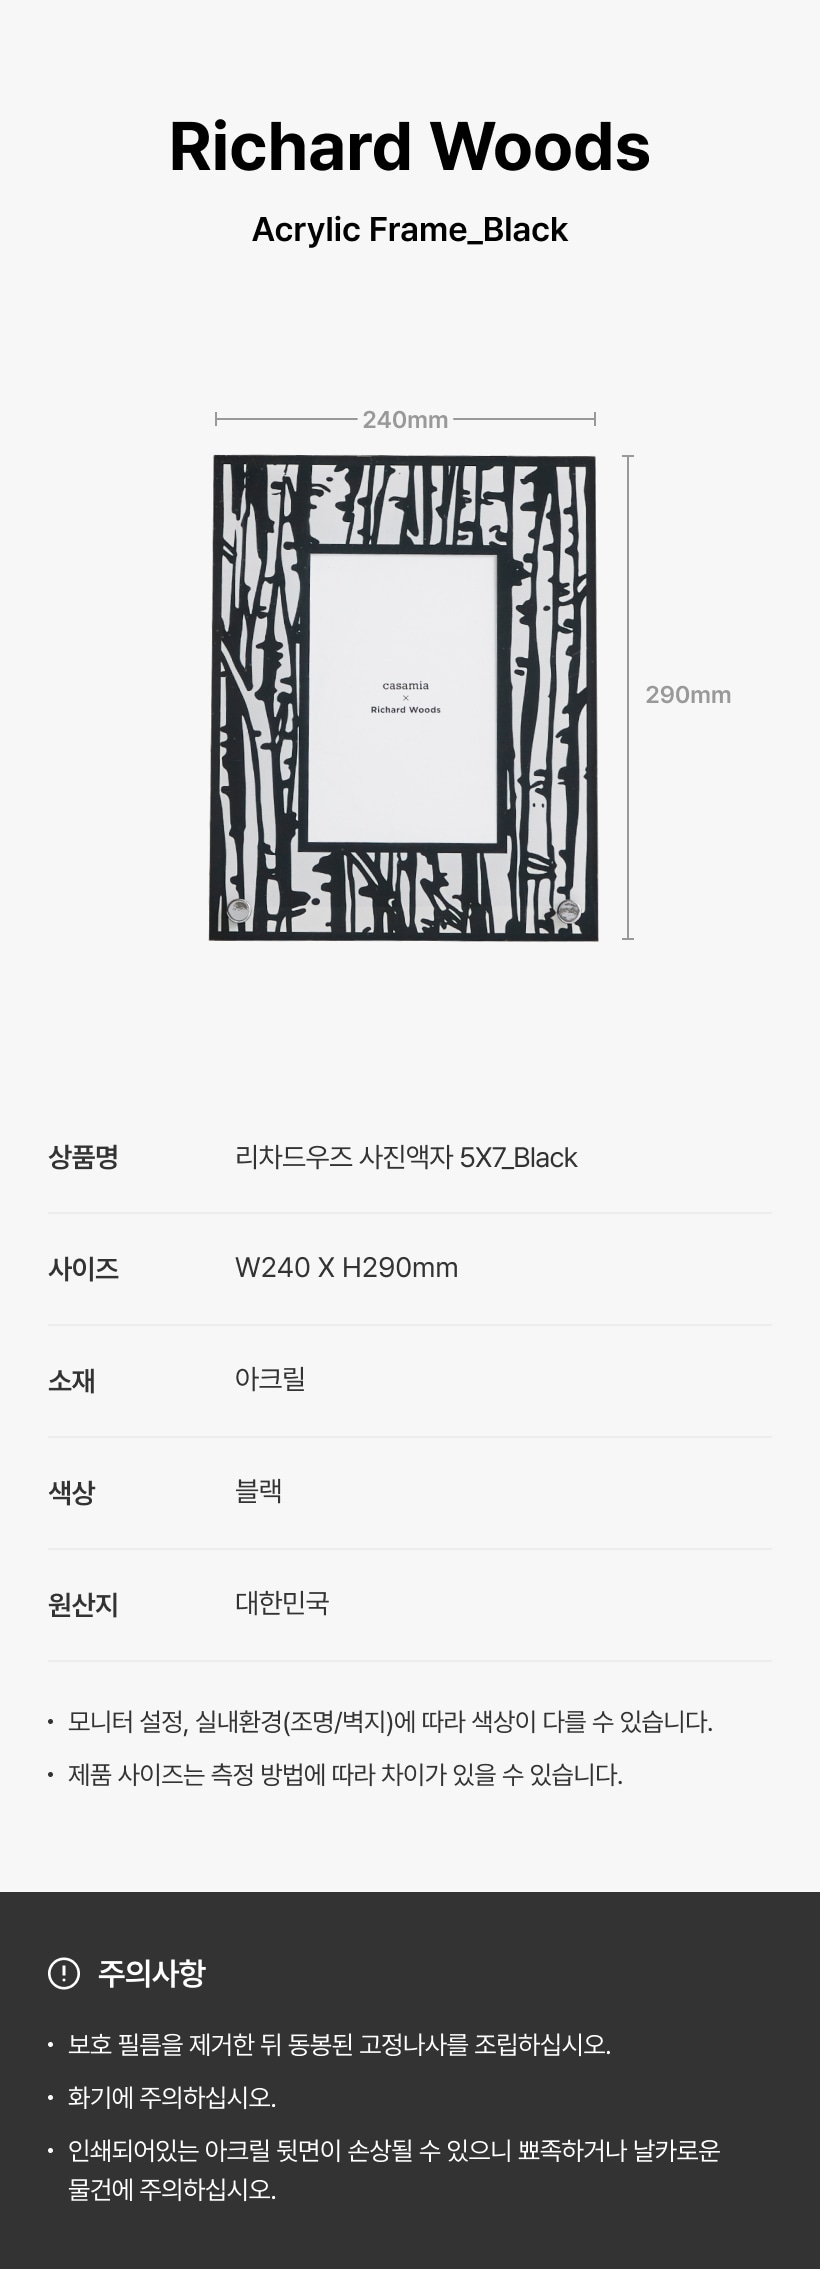 Richard Woods
Acrylic Frame_Black
240mm
290mm
casamia
×
Richard Woods
상품명 리차드우즈 사진액자 5X7_Black
사이즈 W240 X H290mm
소재 아크릴
색상 블랙
원산지 대한민국
• 모니터 설정, 실내환경(조명/벽지)에 따라 색상이 다를 수 있습니다.
• 제품 사이즈는 측정 방법에 따라 차이가 있을 수 있습니다.
주의사항
• 보호 필름을 제거한 뒤 동봉된 고정나사를 조립하십시오.
• 화기에 주의하십시오.
• 인쇄되어있는 아크릴 뒷면이 손상될 수 있으니 뾰족하거나 날카로운
물건에 주의하십시오.